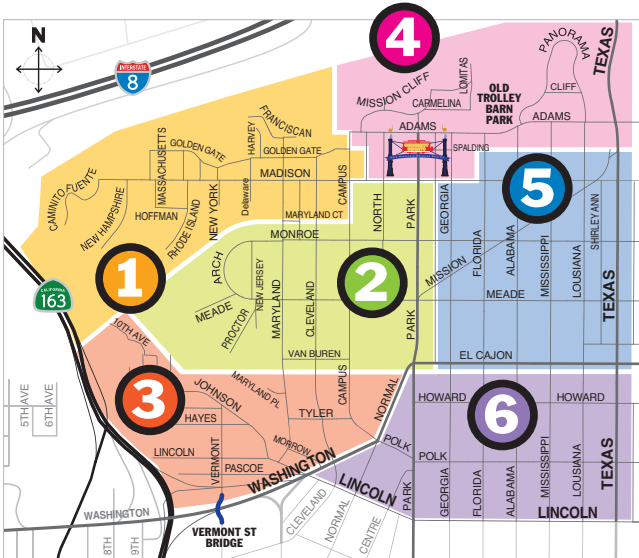 N
INTERSTATE
8
4
MISSION CLIFF
CARMELINA
LOMITAS
OLD
TROLLEY
BARN
PARK
PANORAMA
CLIFF
ADAMS
TEXAS
ADAMS
SPALDING
FRANCISCAN
HARVEY
GOLDEN GATE
GOLDEN GATE
MASSACHUSETTS
MADISON
CAMPUS
CAMINITO FUENTE
NEW HAMPSHIRE
HOFFMAN
RHODE ISLAND
NEW YORK
Delaware
MARYLAND CT
1
CALIFORNIA
163
5
NORTH
PARK
GEORGIA
FLORIDA
ALABAMA
MISSISSIPPI
LOUISIANA
SHIRLEY ANN
TEXAS
MISSION
MEADE
EL CAJON
MONROE
2
ARCH
MEADE
PROCTOR
NEW JERSEY
MARYLAND
CLEVELAND
VAN BUREN
PARK
10TH AVE
3
JOHNSON
MARYLAND PL
CAMPUS
NORMAL
HAYES
TYLER
LINCOLN
VERMONT
PASCOE
MORROW
WASHINGTON
5TH AVE
6TH AVE
HOWARD
6
HOWARD
POLK
POLK
PARK
GEORGIA
FLORIDA
ALABAMA
MISSISSIPPI
LOUISIANA
TEXAS
LINCOLN
LINCOLN
WASHINGTON
8TH
9TH
VERMONT ST
BRIDGE
CLEVELAND
NORMAL
CENTRE